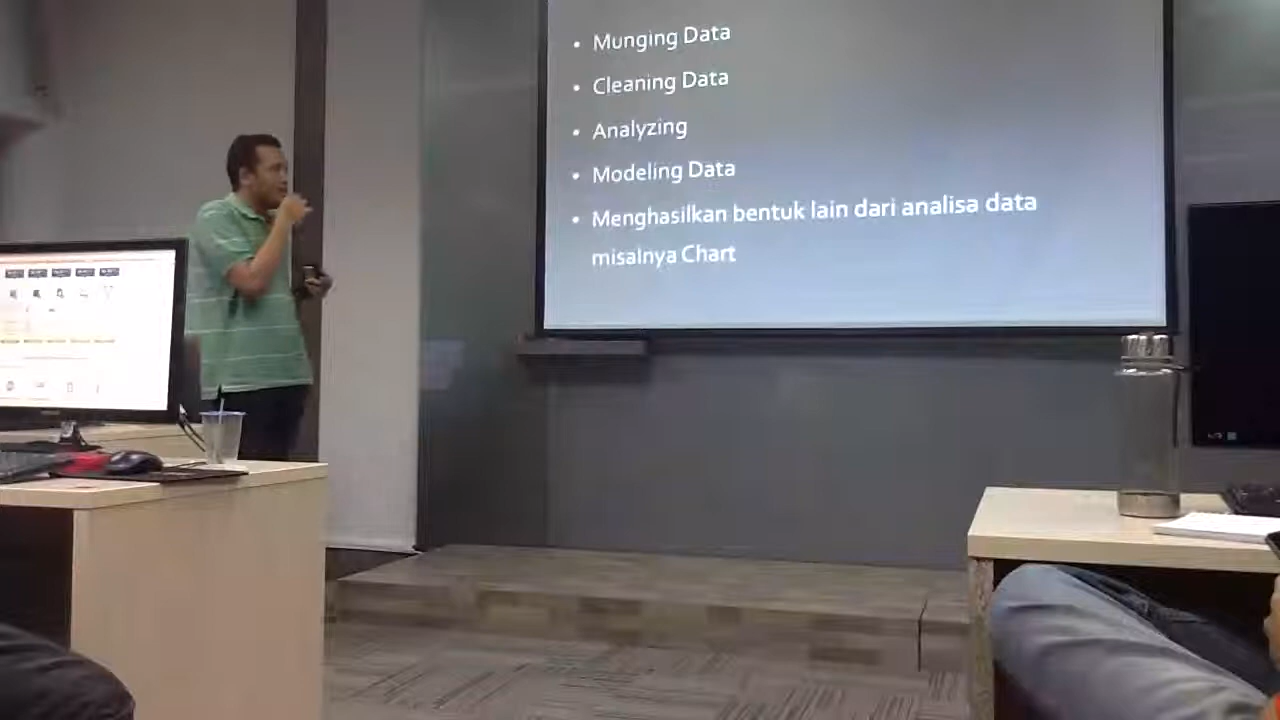 • Munging Data
• Cleaning Data
• Analyzing
• Modeling Data
• Menghasilkan bentuk lain dari analisa data
misalnya Chart